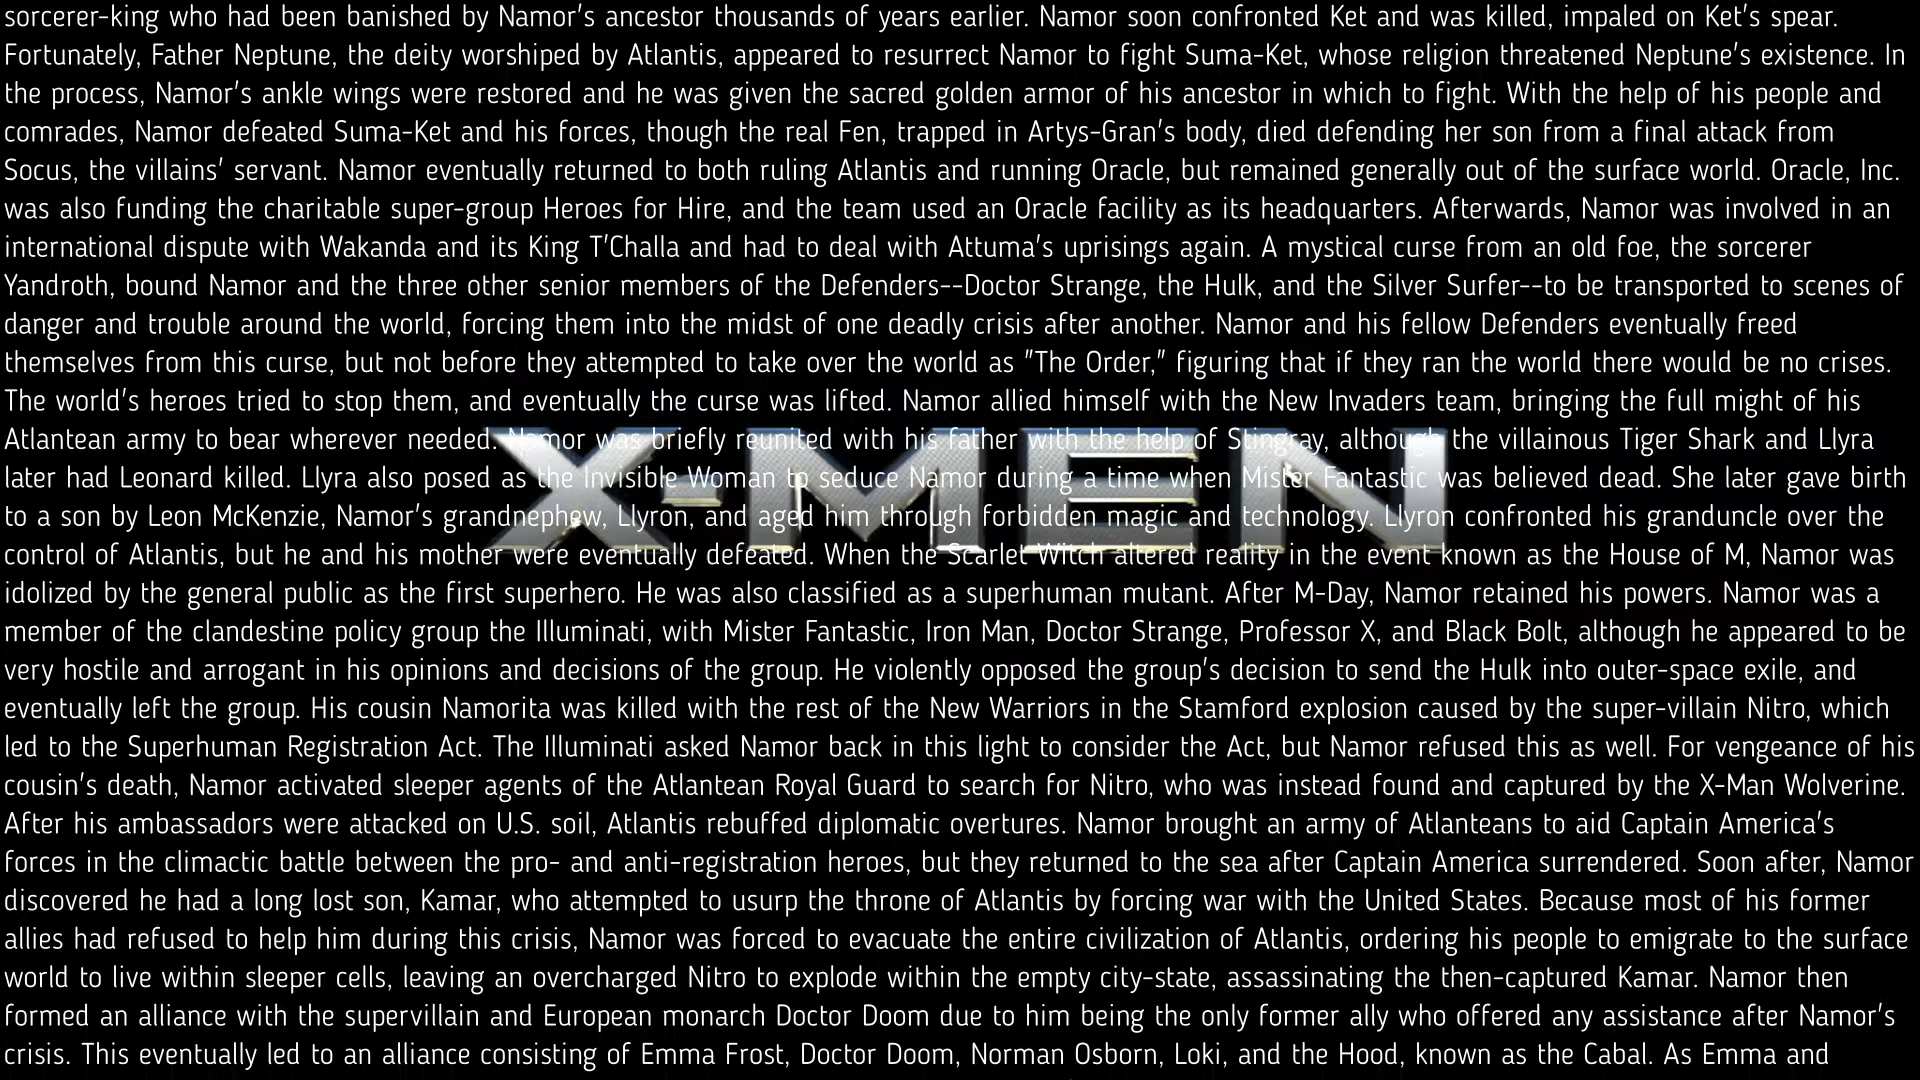 sorcerer-king who had been banished by Namor's ancestor thousands of years earlier. Namor soon confronted Ket and was killed, impaled on Ket's spear.
Fortunately, Father Neptune, the deity worshiped by Atlantis, appeared to resurrect Namor to fight Suma-Ket, whose religion threatened Neptune's existence. In
the process, Namor's ankle wings were restored and he was given the sacred golden armor of his ancestor in which to fight. With the help of his people and
comrades, Namor defeated Suma-Ket and his forces, though the real Fen, trapped in Artys-Gran's body, died defending her son from a final attack from
Socus, the villains' servant. Namor eventually returned to both ruling Atlantis and running Oracle, but remained generally out of the surface world. Oracle, Inc.
was also funding the charitable super-group Heroes for Hire, and the team used an Oracle facility as its headquarters. Afterwards, Namor was involved in an
international dispute with Wakanda and its King T'Challa and had to deal with Attuma's uprisings again. A mystical curse from an old foe, the sorcerer
Yandroth, bound Namor and the three other senior members of the Defenders--Doctor Strange, the Hulk, and the Silver Surfer--to be transported to scenes of
danger and trouble around the world, forcing them into the midst of one deadly crisis after another. Namor and his fellow Defenders eventually freed
themselves from this curse, but not before they attempted to take over the world as "The Order," figuring that if they ran the world there would be no crises.
The world's heroes tried to stop them, and eventually the curse was lifted. Namor allied himself with the New Invaders team, bringing the full might of his
Atlantean army to bear wherever needed. Namor was briefly reunited with his father with the help of Stingray, although the villainous Tiger Shark and Llyra
later had Leonard killed. Llyra also posed as the Invisible Woman to seduce Namor during a time when Mister Fantastic was believed dead. She later gave birth
X-MEN
to a son by Leon McKenzie, Namor's grandnephew, Llyron, and aged him through forbidden magic and technology. Llyron confronted his granduncle over the
control of Atlantis, but he and his mother were eventually defeated. When the Scarlet Witch altered reality in the event known as the House of M, Namor was
idolized by the general public as the first superhero. He was also classified as a superhuman mutant. After M-Day, Namor retained his powers. Namor was a
member of the clandestine policy group the Illuminati, with Mister Fantastic, Iron Man, Doctor Strange, Professor X, and Black Bolt, although he appeared to be
very hostile and arrogant in his opinions and decisions of the group. He violently opposed the group's decision to send the Hulk into outer-space exile, and
eventually left the group. His cousin Namorita was killed with the rest of the New Warriors in the Stamford explosion caused by the super-villain Nitro, which
led to the Superhuman Registration Act. The Illuminati asked Namor back in this light to consider the Act, but Namor refused this as well. For vengeance of his
cousin's death, Namor activated sleeper agents of the Atlantean Royal Guard to search for Nitro, who was instead found and captured by the X-Man Wolverine.
After his ambassadors were attacked on U.S. soil, Atlantis rebuffed diplomatic overtures. Namor brought an army of Atlanteans to aid Captain America's
forces in the climactic battle between the pro- and anti-registration heroes, but they returned to the sea after Captain America surrendered. Soon after, Namor
discovered he had a long lost son, Kamar, who attempted to usurp the throne of Atlantis by forcing war with the United States. Because most of his former
allies had refused to help him during this crisis, Namor was forced to evacuate the entire civilization of Atlantis, ordering his people to emigrate to the surface
world to live within sleeper cells, leaving an overcharged Nitro to explode within the empty city-state, assassinating the then-captured Kamar. Namor then
formed an alliance with the supervillain and European monarch Doctor Doom due to him being the only former ally who offered any assistance after Namor's
crisis. This eventually led to an alliance consisting of Emma Frost, Doctor Doom, Norman Osborn, Loki, and the Hood, known as the Cabal. As Emma and